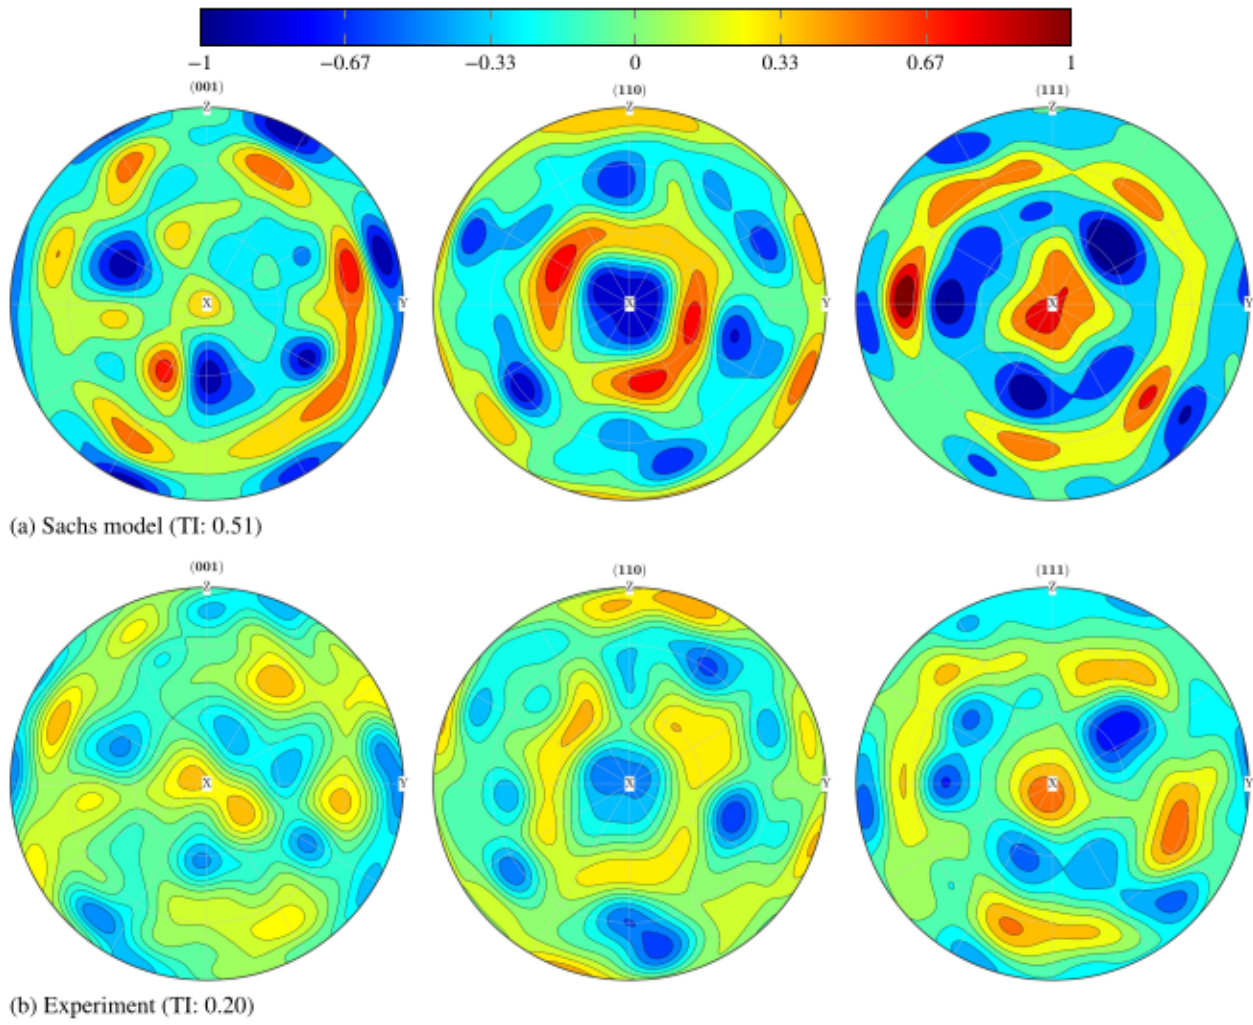 −1 −0.67 −0.33 0 0.33 0.67 1
(001) (110) (111)
Z Z Z
X Y X Y X Y
(a) Sachs model (TI: 0.51)
(001) (110) (111)
Z Z Z
X Y X Y X Y
(b) Experiment (TI: 0.20)